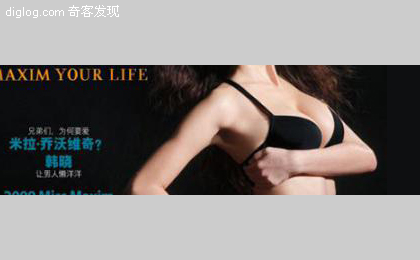 diglog.com 奇客发现
MAXIM YOUR LIFE
兄弟们，为何要爱
米拉·乔沃维奇?
韩晓
让男人懒洋洋
2009 Miss Maxim